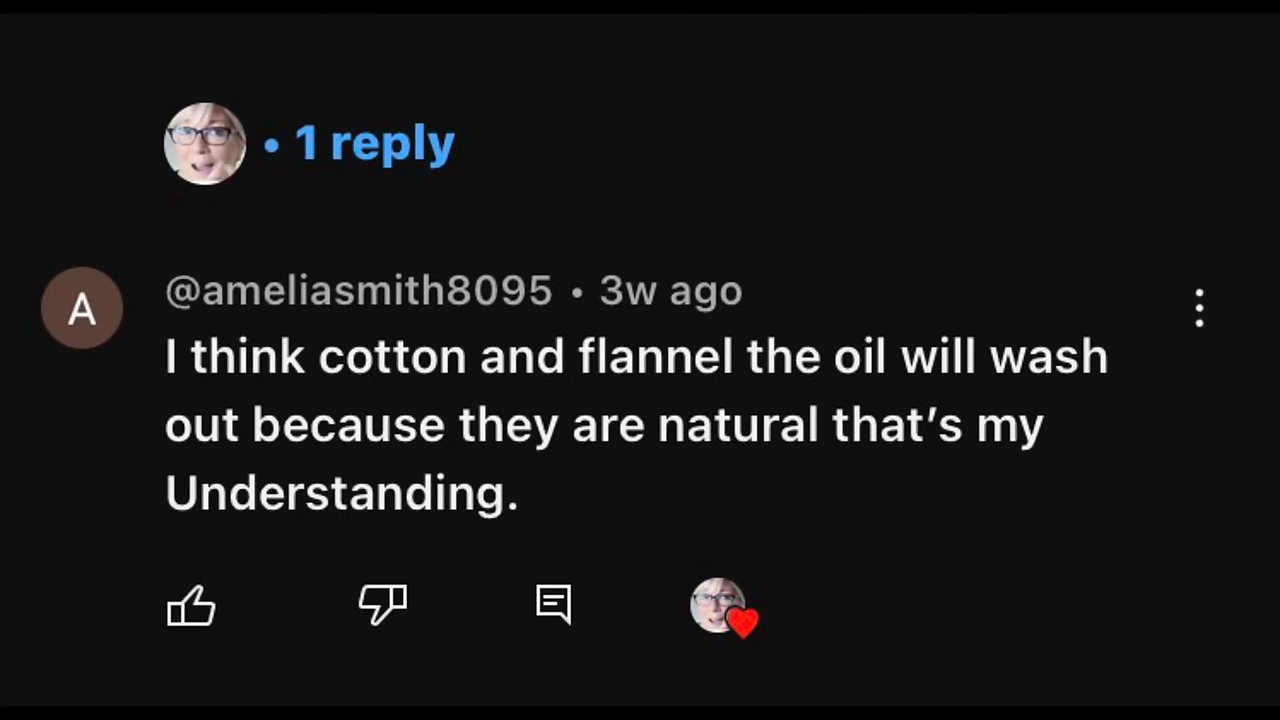 • 1 reply
A
@ameliasmith8095 • 3w ago
I think cotton and flannel the oil will wash
out because they are natural that’s my
Understanding.